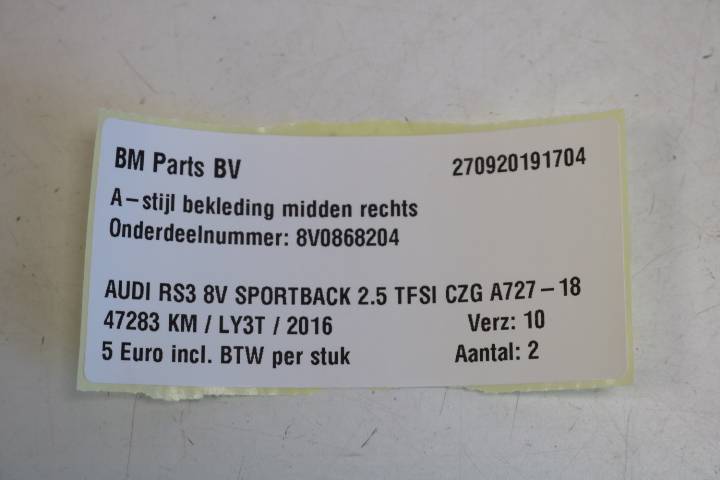 BM Parts BV 270920191704
A-stijl bekleding midden rechts
Onderdeelnummer: 8V0868204
AUDI RS3 8V SPORTBACK 2.5 TFSI CZG A727-18
47283 KM / LY3T / 2016 Verz: 10
5 Euro incl. BTW per stuk Aantal: 2